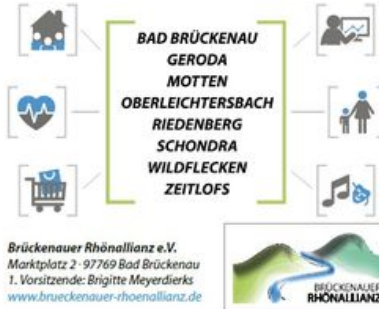 BAD BRÜCKENAU
GERODA
MOTTEN
OBERLEICHTERSBACH
RIEDENBERG
SCHONDRA
WILDFLECKEN
ZEITLOFS
Brückenauer Rhönallianz e.V.
Marktplatz 2 · 97769 Bad Brückenau
1. Vorsitzende: Brigitte Meyerdierks
www.brueckenauer-rhoenallianz.de
BRÜCKENAUER
RHÖNALLIANZ